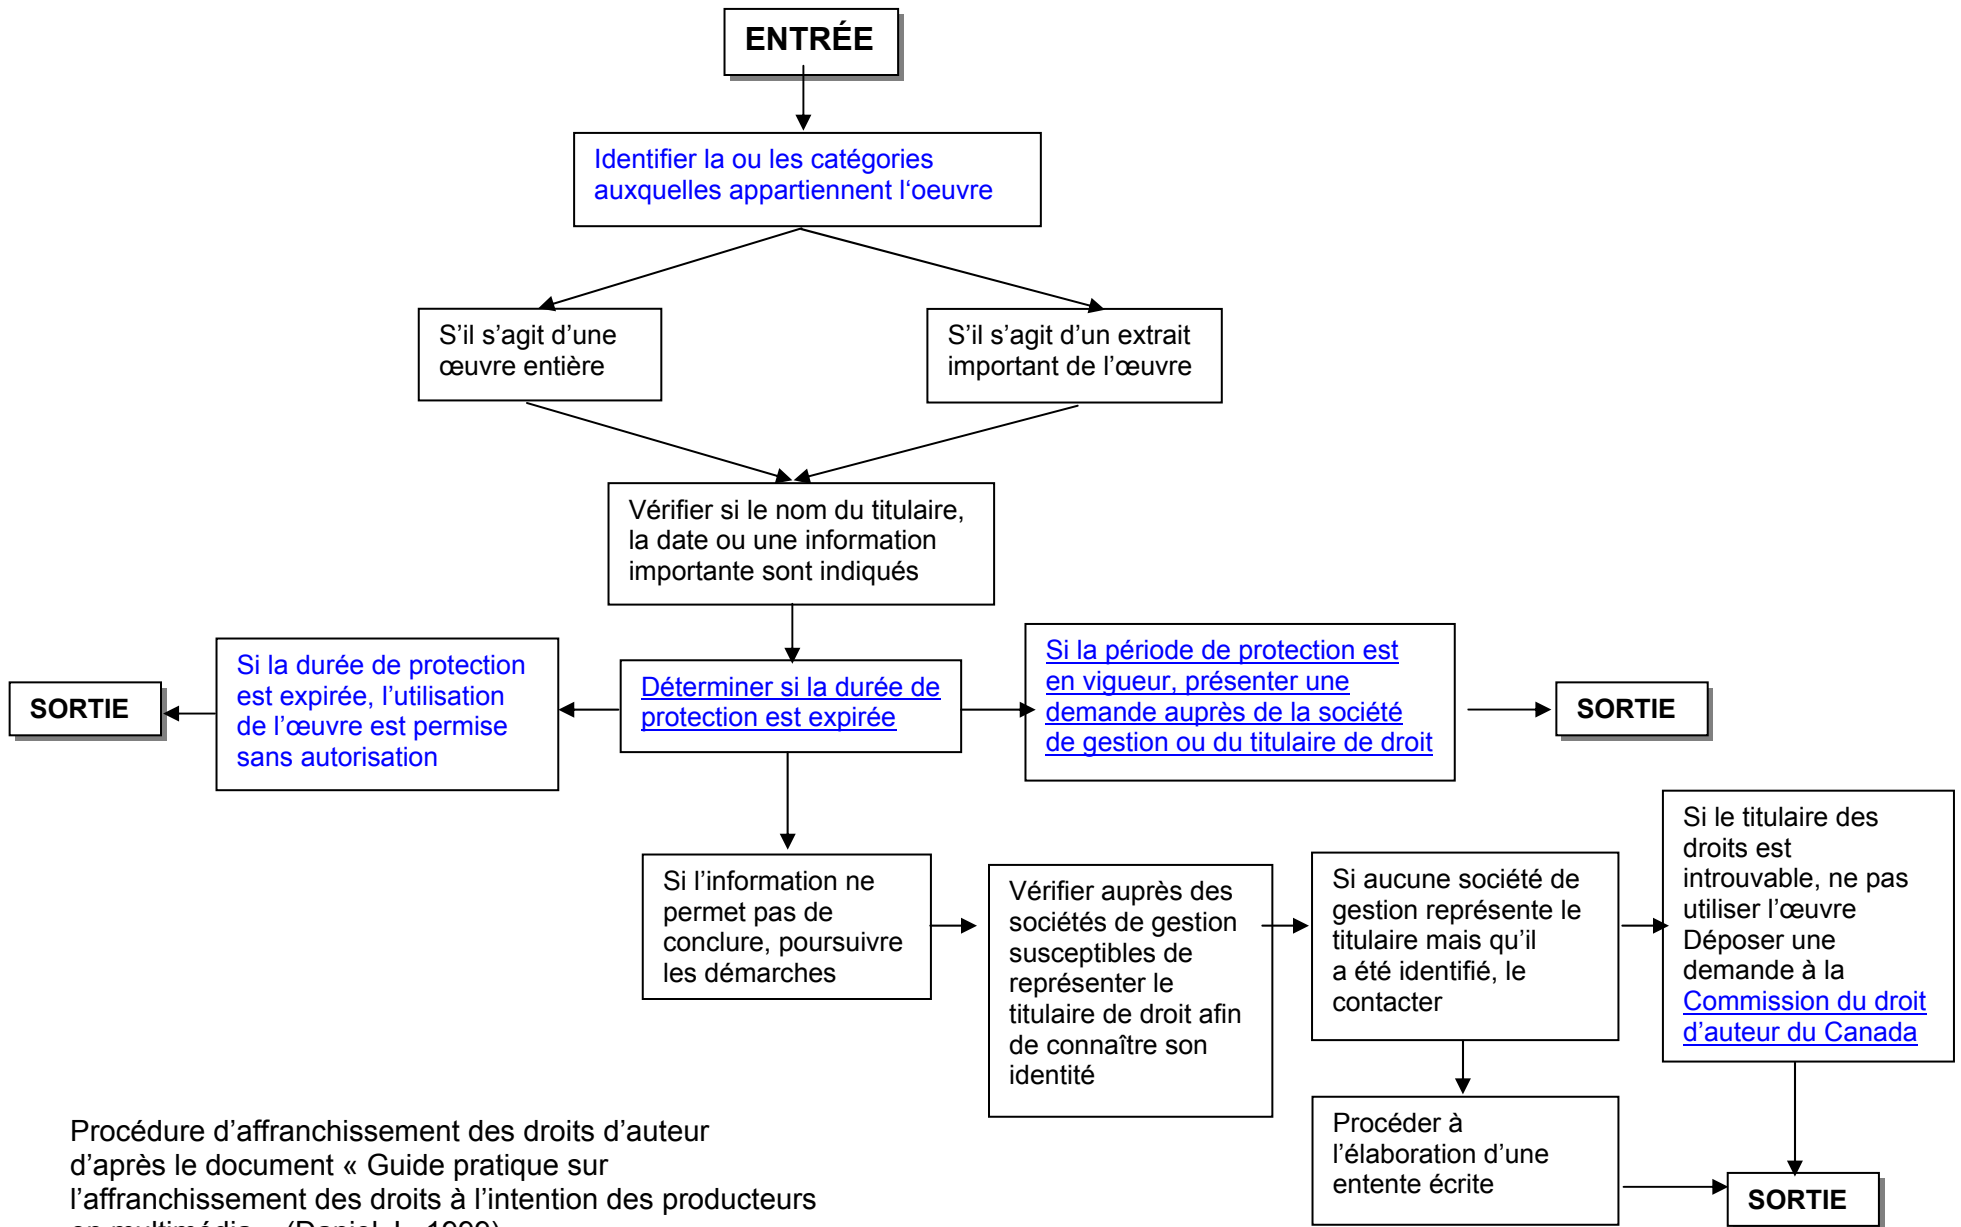 ENTRÉE
Identifier la ou les catégories
auxquelles appartiennent l‘oeuvre
S’il s’agit d’une
œuvre entière
S’il s’agit d’un extrait
important de l’œuvre
Vérifier si le nom du titulaire,
la date ou une information
importante sont indiqués
SORTIE
Si la durée de protection
est expirée, l’utilisation
de l’œuvre est permise
sans autorisation
Déterminer si la durée de
protection est expirée
Si la période de protection est
en vigueur, présenter une
demande auprès de la société
de gestion ou du titulaire de droit
SORTIE
Si l’information ne
permet pas de
conclure, poursuivre
les démarches
Vérifier auprès des
sociétés de gestion
susceptibles de
représenter le
titulaire de droit afin
de connaître son
identité
Si aucune société de
gestion représente le
titulaire mais qu’il
a été identifié, le
contacter
Si le titulaire des
droits est
introuvable, ne pas
utiliser l’œuvre
Déposer une
demande à la
Commission du droit
d’auteur du Canada
Procéder à
l’élaboration d’une
entente écrite
SORTIE
Procédure d’affranchissement des droits d’auteur
d’après le document « Guide pratique sur
l’affranchissement des droits à l’intention des producteurs
en multimédia » (Daniel J., 1999)